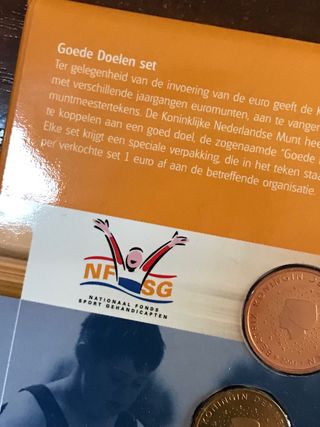 Goede Doelen set
Ter gelegenheid van de invoering van de euro geeft de K
met verschillende jaargangen euromunten, aan te vange
muntmeestertekens. De Koninklijke Nederlandse Munt hee
te koppelen aan een goed doel, de zogenaamde "Goede
Elke set krijgt een speciale verpakking, die in het teken staa
per verkochte set 1 euro af aan de betreffende organisatie.
NF SG
NATIONAAL FONDS
SPORT GEHANDICAPTEN
KONINGIN DE